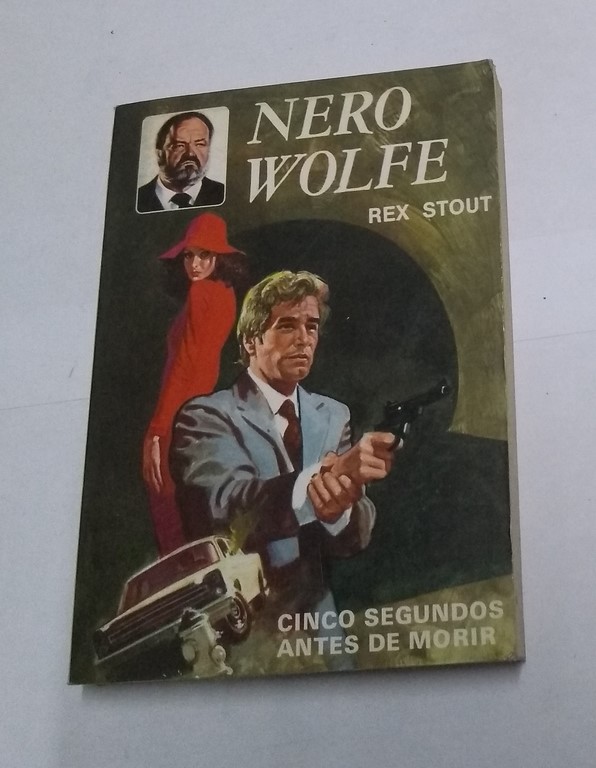 NERO
WOLFE
REX STOUT
CINCO SEGUNDOS
ANTES DE MORIR